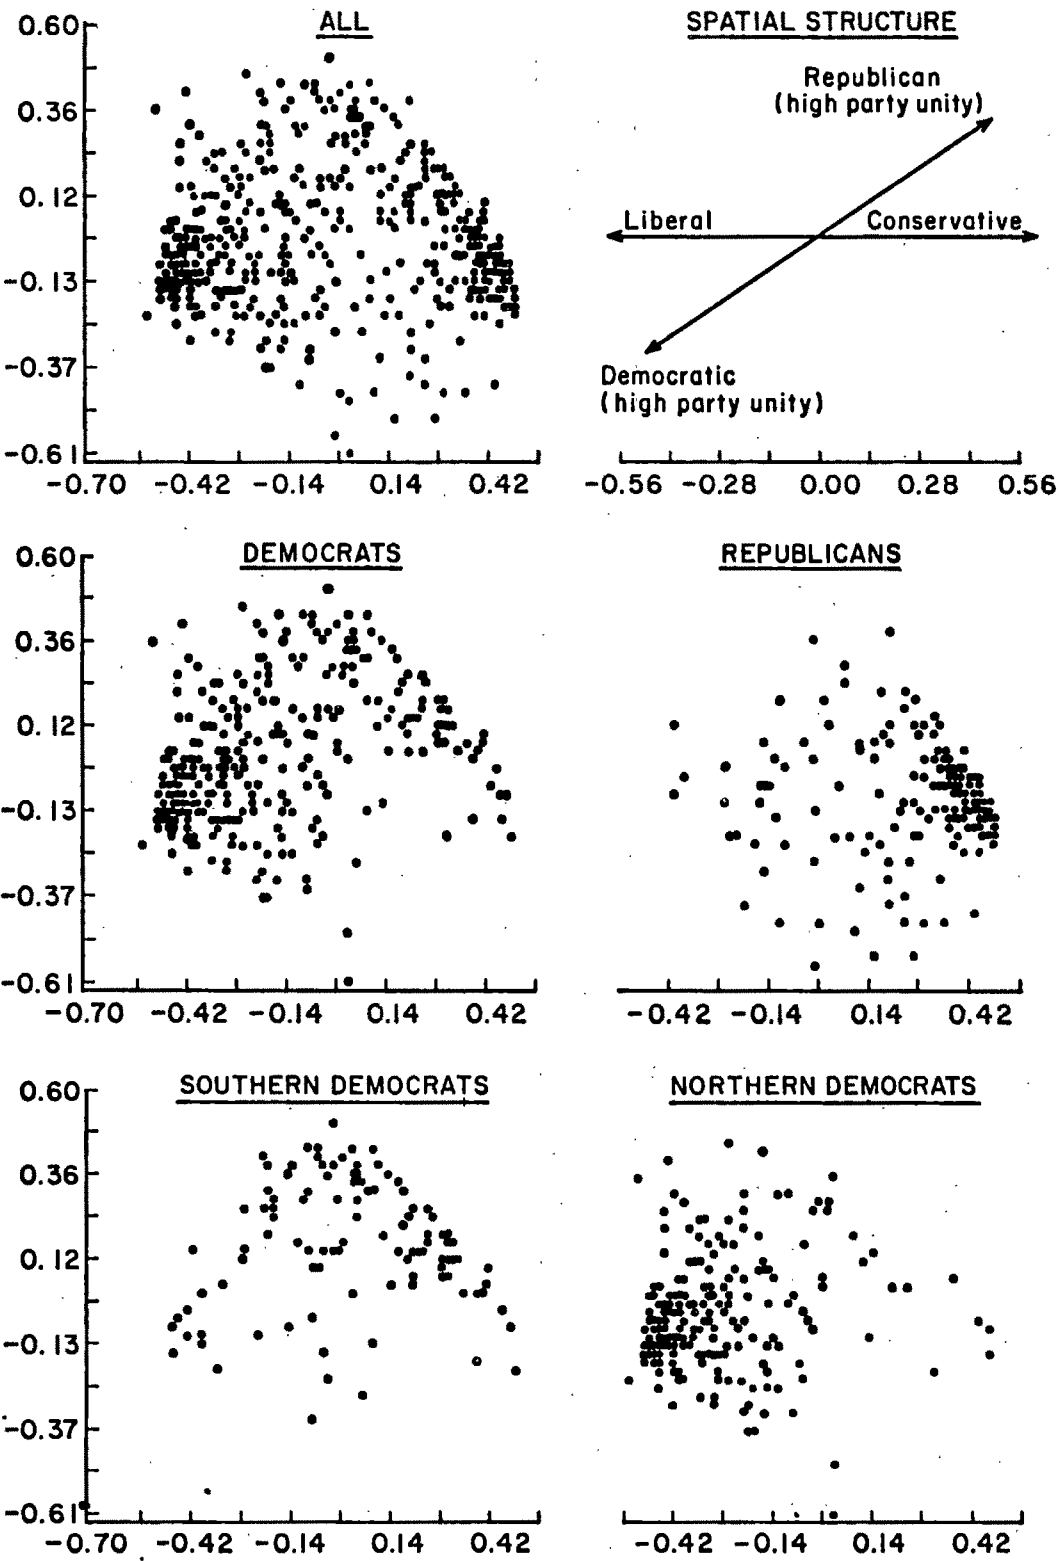 ALL
0.60
0.36
0.12
-0.13
-0.37
-0.61
-0.70 -0.42 -0.14 0.14 0.42
SPATIAL STRUCTURE
Republican
(high party unity)
Liberal
Conservative
Democratic
(high party unity)
-0.56 -0.28 0.00 0.28 0.56
DEMOCRATS
0.60
0.36
0.12
-0.13
-0.37
-0.61
-0.70 -0.42 -0.14 0.14 0.42
REPUBLICANS
-0.42 -0.14 0.14 0.42
SOUTHERN DEMOCRATS
0.60
0.36
0.12
-0.13
-0.37
-0.61
-0.70 -0.42 -0.14 0.14 0.42
NORTHERN DEMOCRATS
-0.42 -0.14 0.14 0.42